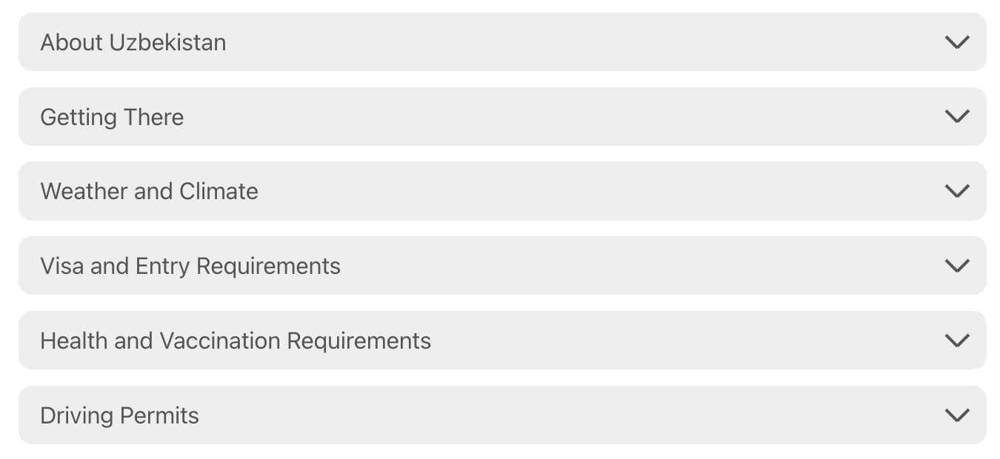 About Uzbekistan
Getting There
Weather and Climate
Visa and Entry Requirements
Health and Vaccination Requirements
Driving Permits